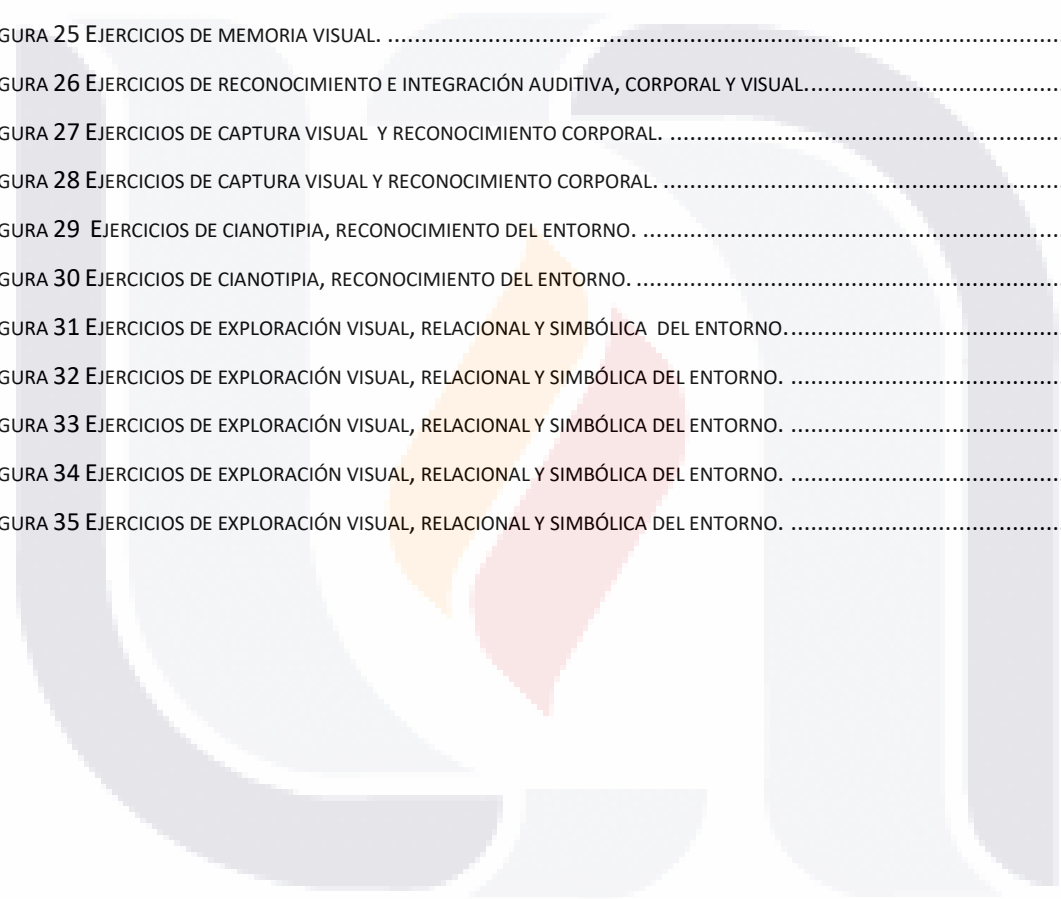 GURA 25 EJERCICIOS DE MEMORIA VISUAL. ........................................................................................................................
GURA 26 EJERCICIOS DE RECONOCIMIENTO E INTEGRACIÓN AUDITIVA, CORPORAL Y VISUAL...........................................
GURA 27 EJERCICIOS DE CAPTURA VISUAL  Y RECONOCIMIENTO CORPORAL. ..................................................................
GURA 28 EJERCICIOS DE CAPTURA VISUAL Y RECONOCIMIENTO CORPORAL. ...................................................................
GURA 29  EJERCICIOS DE CIANOTIPIA, RECONOCIMIENTO DEL ENTORNO. .......................................................................
GURA 30 EJERCICIOS DE CIANOTIPIA, RECONOCIMIENTO DEL ENTORNO. ........................................................................
GURA 31 EJERCICIOS DE EXPLORACIÓN VISUAL, RELACIONAL Y SIMBÓLICA  DEL ENTORNO..............................................
GURA 32 EJERCICIOS DE EXPLORACIÓN VISUAL, RELACIONAL Y SIMBÓLICA DEL ENTORNO. .............................................
GURA 33 EJERCICIOS DE EXPLORACIÓN VISUAL, RELACIONAL Y SIMBÓLICA DEL ENTORNO. .............................................
GURA 34 EJERCICIOS DE EXPLORACIÓN VISUAL, RELACIONAL Y SIMBÓLICA DEL ENTORNO. .............................................
GURA 35 EJERCICIOS DE EXPLORACIÓN VISUAL, RELACIONAL Y SIMBÓLICA DEL ENTORNO. .............................................